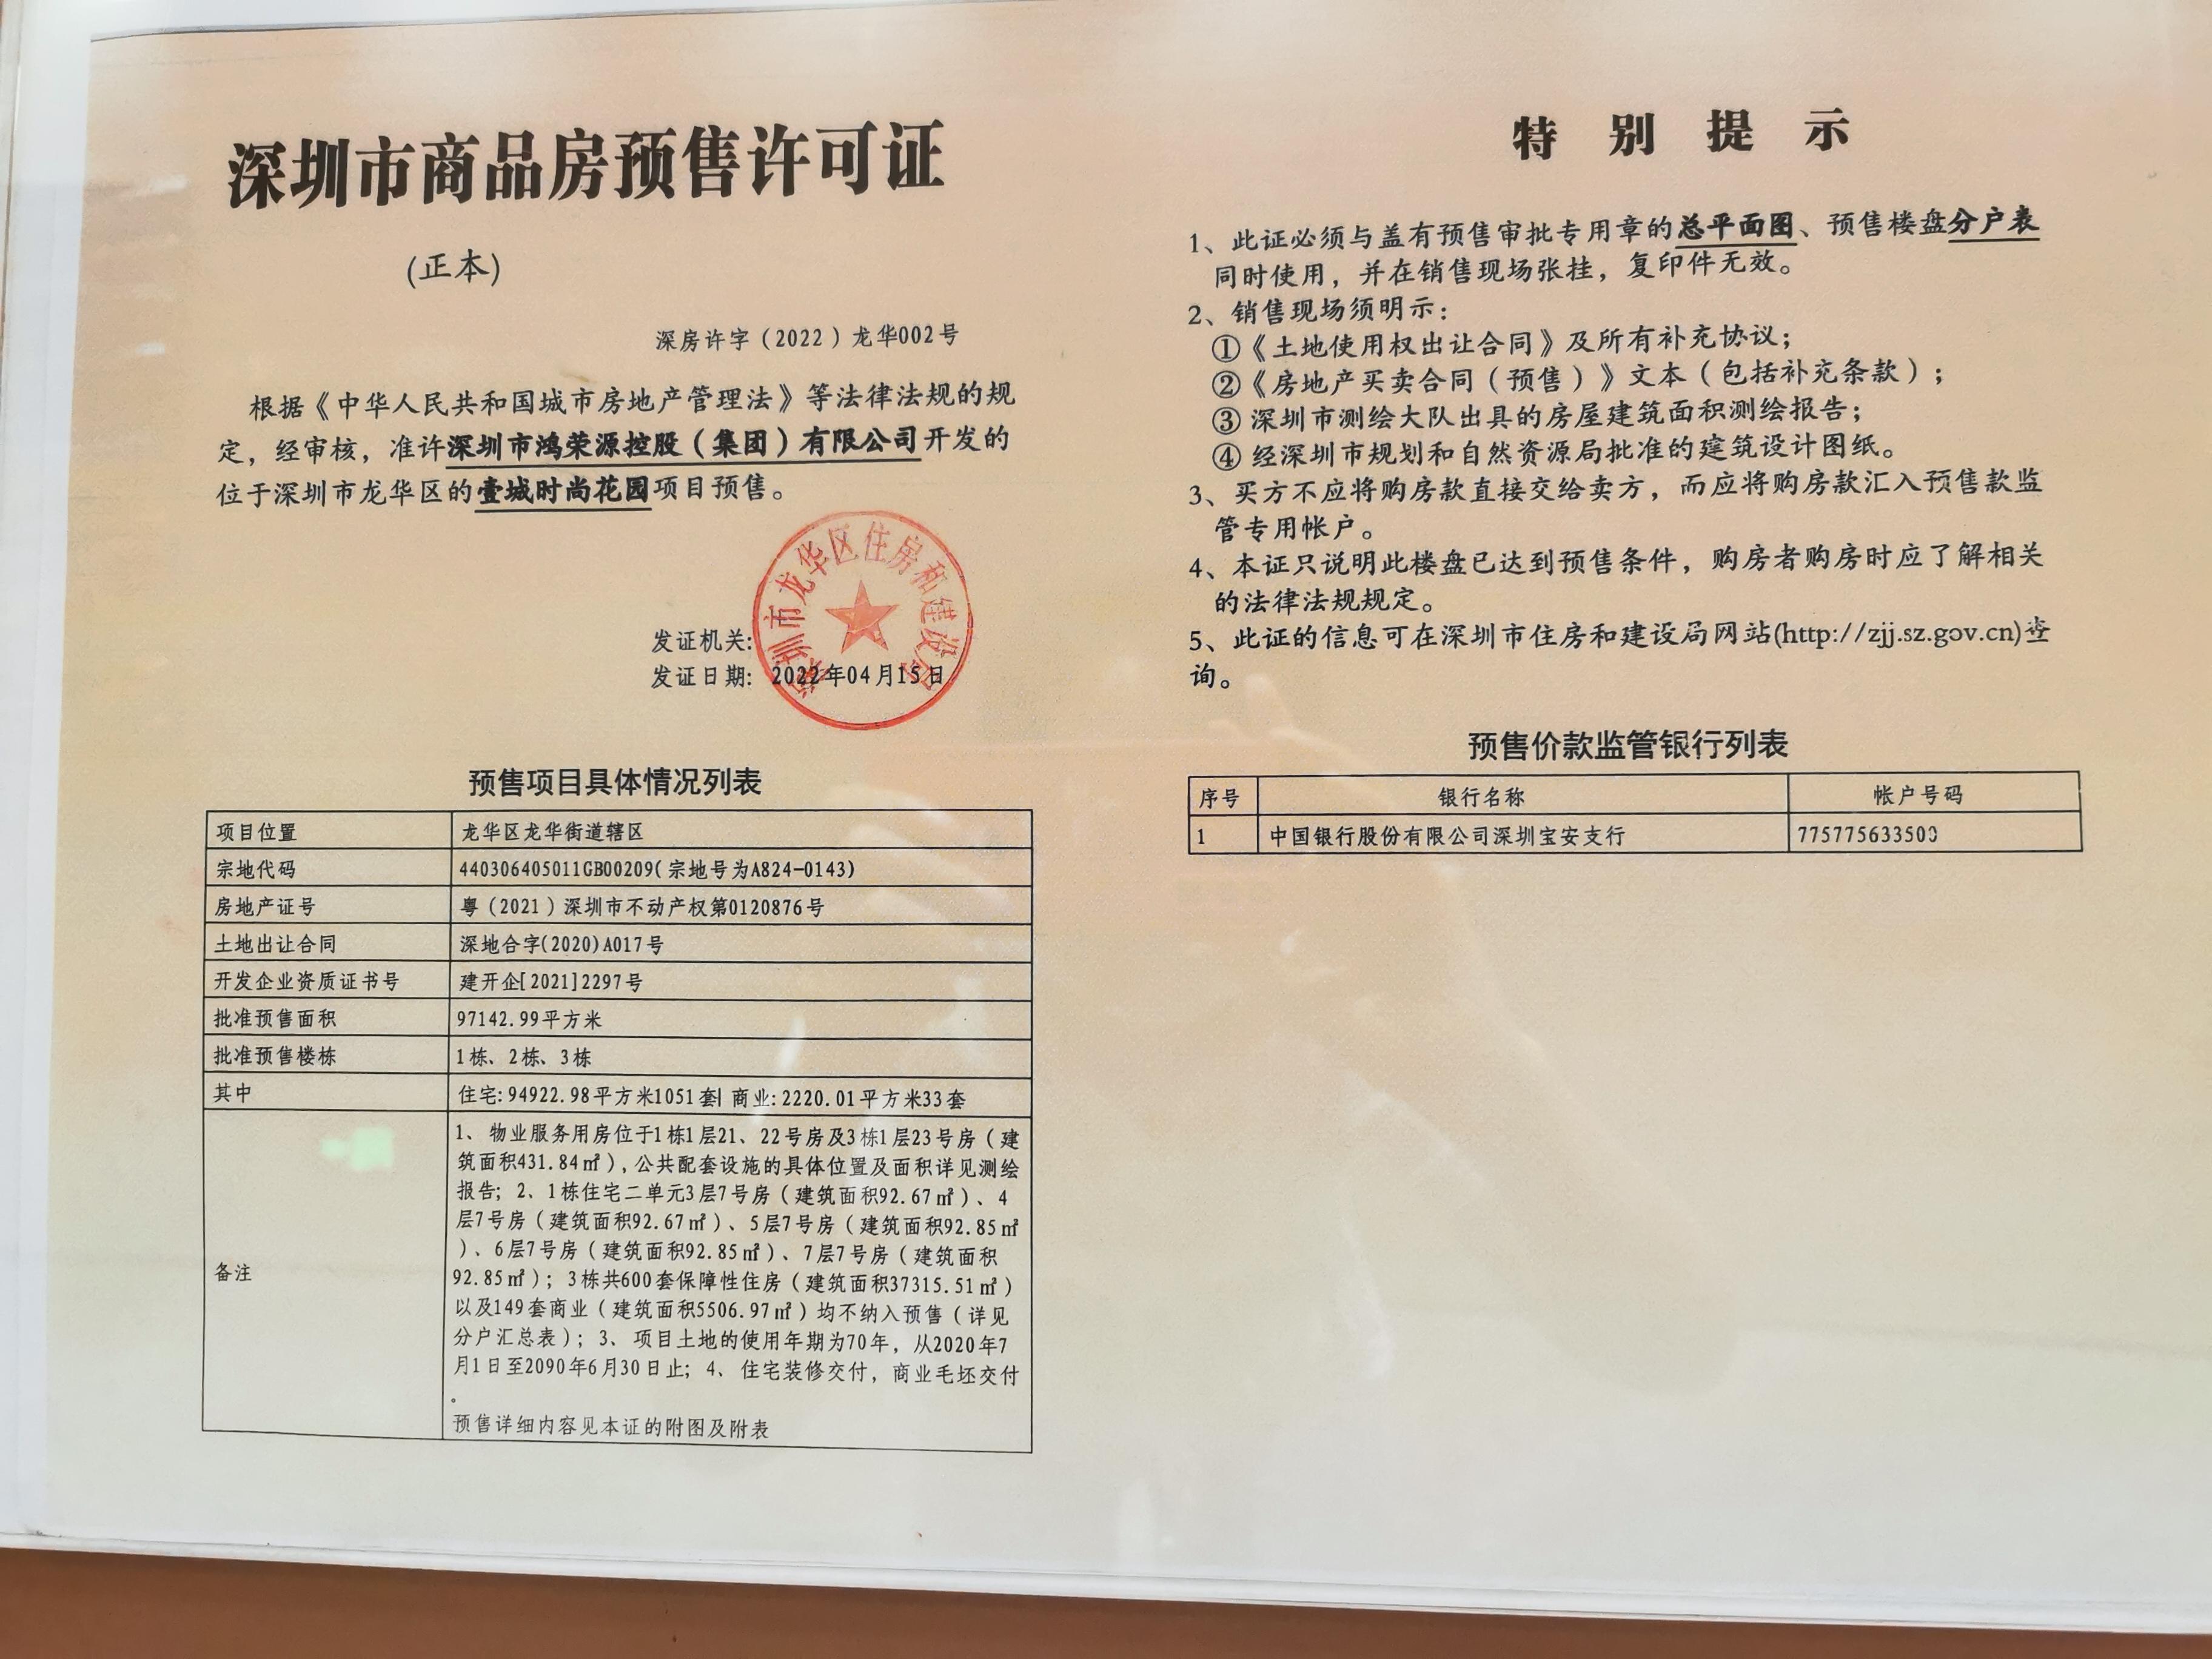 深圳市商品房预售许可证
(正本)
深房许字（2022）龙华002号
根据《中华人民共和国城市房地产管理法》等法律法规的规
定，经审核，准许深圳市鸿荣源控股（集团）有限公司开发的
位于深圳市龙华区的壹城时尚花园项目预售。
深圳市龙华区住房和建设局
发证机关:
发证日期: 2022年04月15日
预售项目具体情况列表
项目位置 龙华区龙华街道辖区
宗地代码 440306405011GB00209(宗地号为A824-0143)
房地产证号 粤（2021）深圳市不动产权第0120876号
土地出让合同 深地合字(2020)A017号
开发企业资质证书号 建开企[2021]2297号
批准预售面积 97142.99平方米
批准预售楼栋 1栋、2栋、3栋
其中 住宅:94922.98平方米1051套| 商业:2220.01平方米33套
备注
1、物业服务用房位于1栋1层21、22号房及3栋1层23号房（建
筑面积431.84㎡），公共配套设施的具体位置及面积详见测绘
报告；2、1栋住宅二单元3层7号房（建筑面积92.67㎡）、4
层7号房（建筑面积92.67㎡）、5层7号房（建筑面积92.85㎡
）、6层7号房（建筑面积92.85㎡）、7层7号房（建筑面积
92.85㎡）；3栋共600套保障性住房（建筑面积37315.51㎡）
以及149套商业（建筑面积5506.97㎡）均不纳入预售（详见
分户汇总表）；3、项目土地的使用年期为70年，从2020年7
月1日至2090年6月30日止；4、住宅装修交付，商业毛坯交付
。
预售详细内容见本证的附图及附表
特别提示
1、此证必须与盖有预售审批专用章的总平面图、预售楼盘分户表
同时使用，并在销售现场张挂，复印件无效。
2、销售现场须明示：
①《土地使用权出让合同》及所有补充协议；
②《房地产买卖合同（预售）》文本（包括补充条款）；
③深圳市测绘大队出具的房屋建筑面积测绘报告；
④经深圳市规划和自然资源局批准的建筑设计图纸。
3、买方不应将购房款直接交给卖方，而应将购房款汇入预售款监
管专用帐户。
4、本证只说明此楼盘已达到预售条件，购房者购房时应了解相关
的法律法规规定。
5、此证的信息可在深圳市住房和建设局网站(http://zjj.sz.gov.cn)查
询。
预售价款监管银行列表
序号 银行名称 帐户号码
1 中国银行股份有限公司深圳宝安支行 775775633503